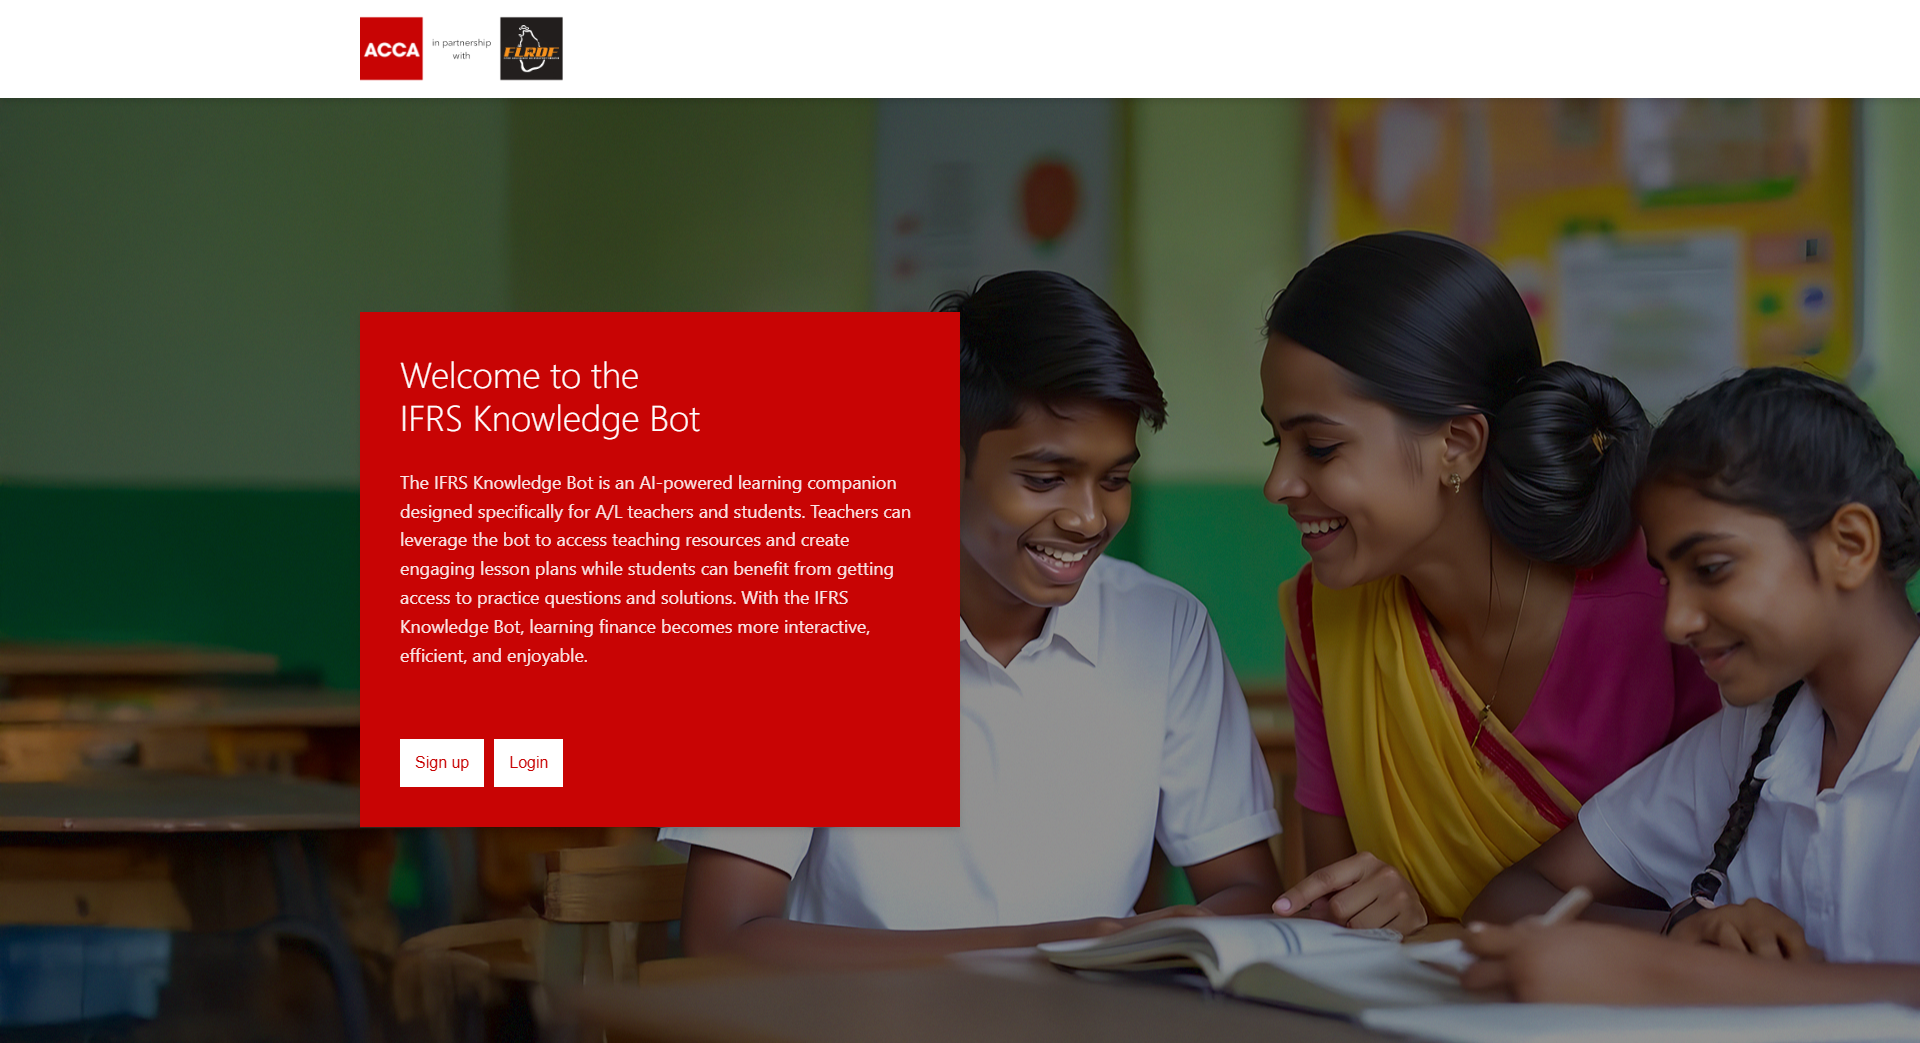 ACCA
in partnership
with
FLRDF
Welcome to the
IFRS Knowledge Bot
The IFRS Knowledge Bot is an AI-powered learning companion
designed specifically for A/L teachers and students. Teachers can
leverage the bot to access teaching resources and create
engaging lesson plans while students can benefit from getting
access to practice questions and solutions. With the IFRS
Knowledge Bot, learning finance becomes more interactive,
efficient, and enjoyable.
Sign up
Login